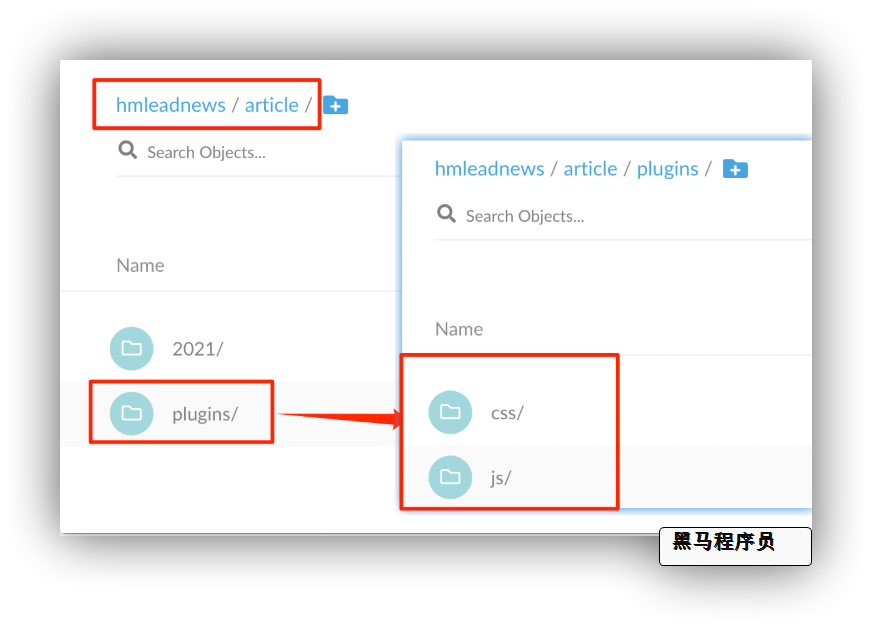 hmleadnews / article /
Search Objects...
Name
2021/
plugins/
hmleadnews / article / plugins /
Search Objects...
Name
css/
js/
黑马程序员